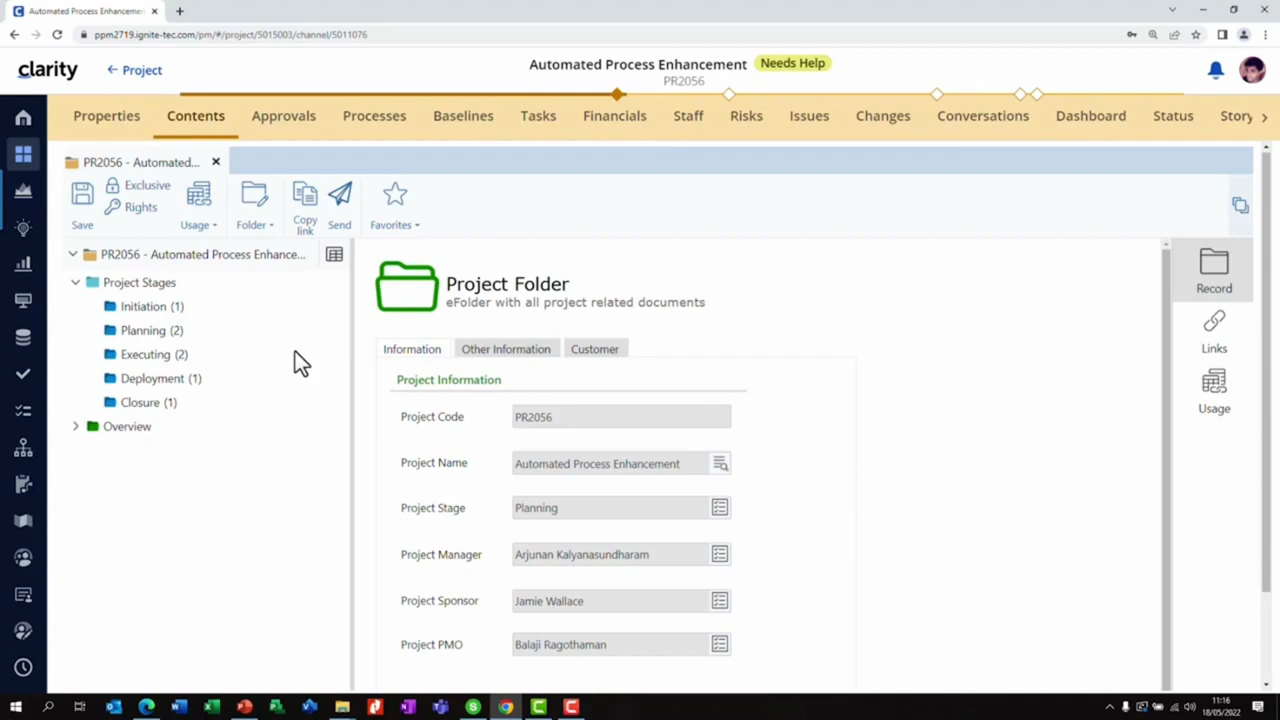 Automated Process Enhancemen
ppm2719.ignite-tec.com/pm/#/project/5015003/channel/5011076
clarity
← Project
Automated Process Enhancement
Needs Help
PR2056
Properties Contents Approvals Processes Baselines Tasks Financials Staff Risks Issues Changes Conversations Dashboard Status Story
PR2056 - Automated...
Exclusive
Rights
Save
Usage
Folder
Copy
link
Send
Favorites
PR2056 - Automated Process Enhance...
Project Stages
Initiation (1)
Planning (2)
Executing (2)
Deployment (1)
Closure (1)
Overview
Project Folder
eFolder with all project related documents
Information Other Information Customer
Project Information
Project Code PR2056
Project Name Automated Process Enhancement
Project Stage Planning
Project Manager Arjunan Kalyanasundharam
Project Sponsor Jamie Wallace
Project PMO Balaji Ragothaman
Record
Links
Usage
11:16
18/05/2022